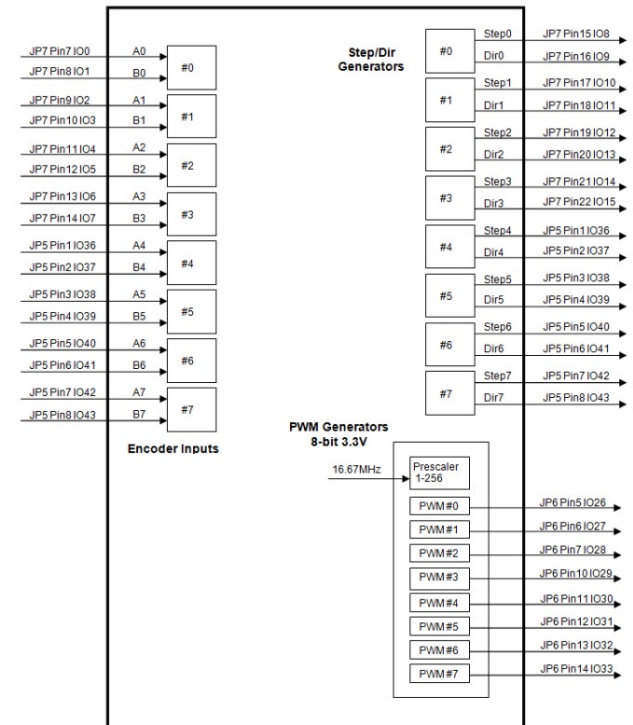 JP7 Pin7 IO0 A0
JP7 Pin8 IO1 B0
#0
JP7 Pin9 IO2 A1
JP7 Pin10 IO3 B1
#1
JP7 Pin11 IO4 A2
JP7 Pin12 IO5 B2
#2
JP7 Pin13 IO6 A3
JP7 Pin14 IO7 B3
#3
JP5 Pin1 IO36 A4
JP5 Pin2 IO37 B4
#4
JP5 Pin3 IO38 A5
JP5 Pin4 IO39 B5
#5
JP5 Pin5 IO40 A6
JP5 Pin6 IO41 B6
#6
JP5 Pin7 IO42 A7
JP5 Pin8 IO43 B7
#7
Encoder Inputs
Step/Dir
Generators
#0
Step0 JP7 Pin15 IO8
Dir0 JP7 Pin16 IO9
#1
Step1 JP7 Pin17 IO10
Dir1 JP7 Pin18 IO11
#2
Step2 JP7 Pin19 IO12
Dir2 JP7 Pin20 IO13
#3
Step3 JP7 Pin21 IO14
Dir3 JP7 Pin22 IO15
#4
Step4 JP5 Pin1 IO36
Dir4 JP5 Pin2 IO37
#5
Step5 JP5 Pin3 IO38
Dir5 JP5 Pin4 IO39
#6
Step6 JP5 Pin5 IO40
Dir6 JP5 Pin6 IO41
#7
Step7 JP5 Pin7 IO42
Dir7 JP5 Pin8 IO43
PWM Generators
8-bit 3.3V
16.67MHz
Prescaler
1-256
PWM#0 JP6 Pin5 IO26
PWM#1 JP6 Pin6 IO27
PWM#2 JP6 Pin7 IO28
PWM#3 JP6 Pin10 IO29
PWM#4 JP6 Pin11 IO30
PWM#5 JP6 Pin12 IO31
PWM#6 JP6 Pin13 IO32
PWM#7 JP6 Pin14 IO33